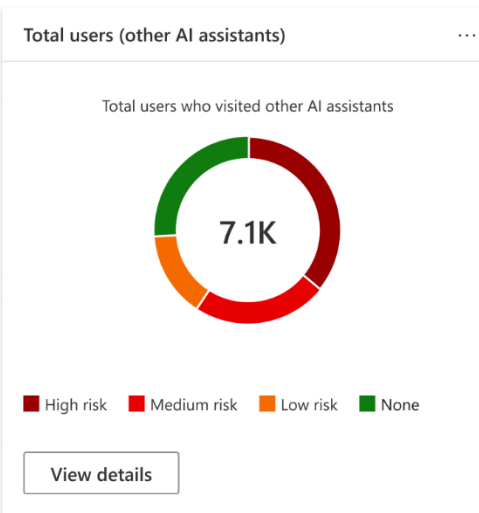 Total users (other AI assistants)
...
Total users who visited other AI assistants
7.1K
High risk Medium risk Low risk None
View details